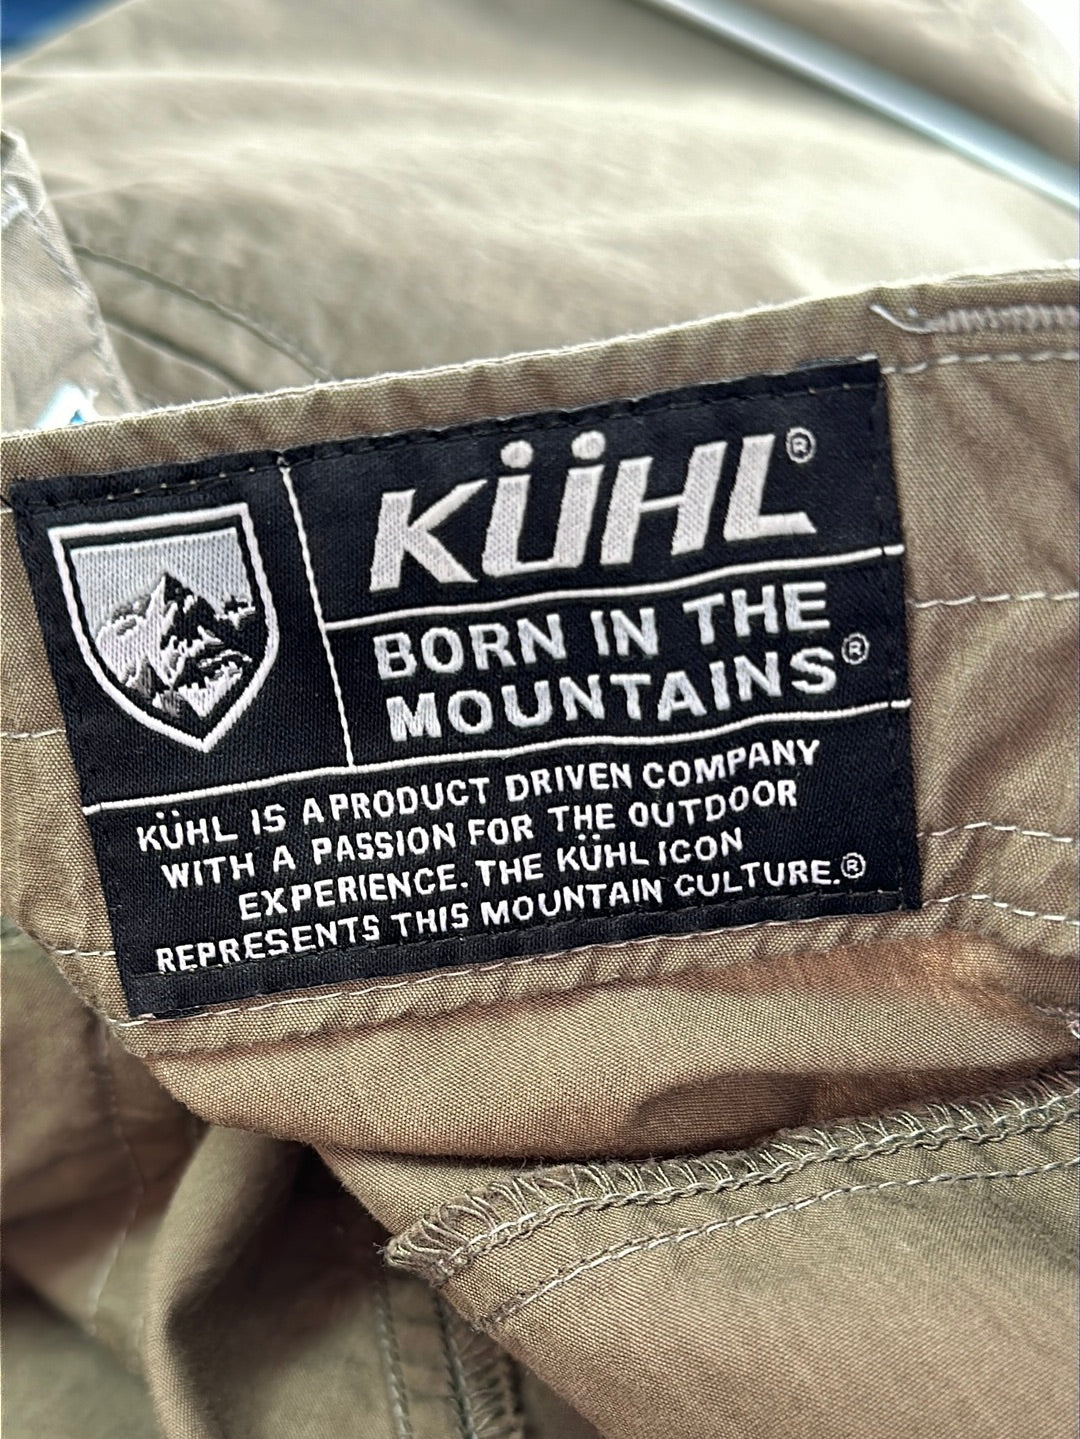 KÜHL®
BORN IN THE
MOUNTAINS®
KÜHL IS A PRODUCT DRIVEN COMPANY
WITH A PASSION FOR THE OUTDOOR
EXPERIENCE. THE KÜHL ICON
REPRESENTS THIS MOUNTAIN CULTURE.®